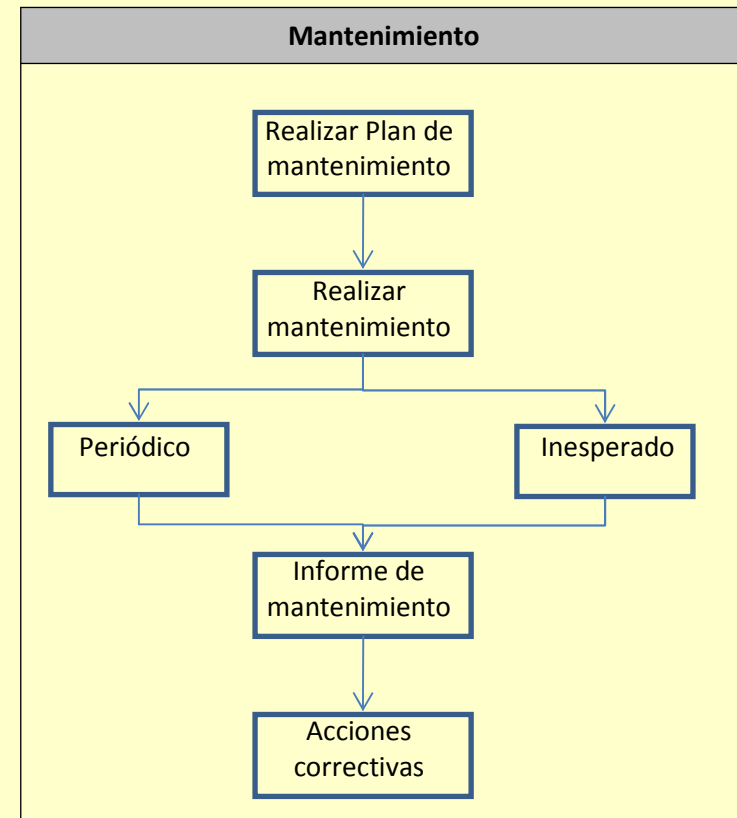 Mantenimiento
Realizar Plan de
mantenimiento
Realizar
mantenimiento
Periódico
Inesperado
Informe de
mantenimiento
Acciones
correctivas